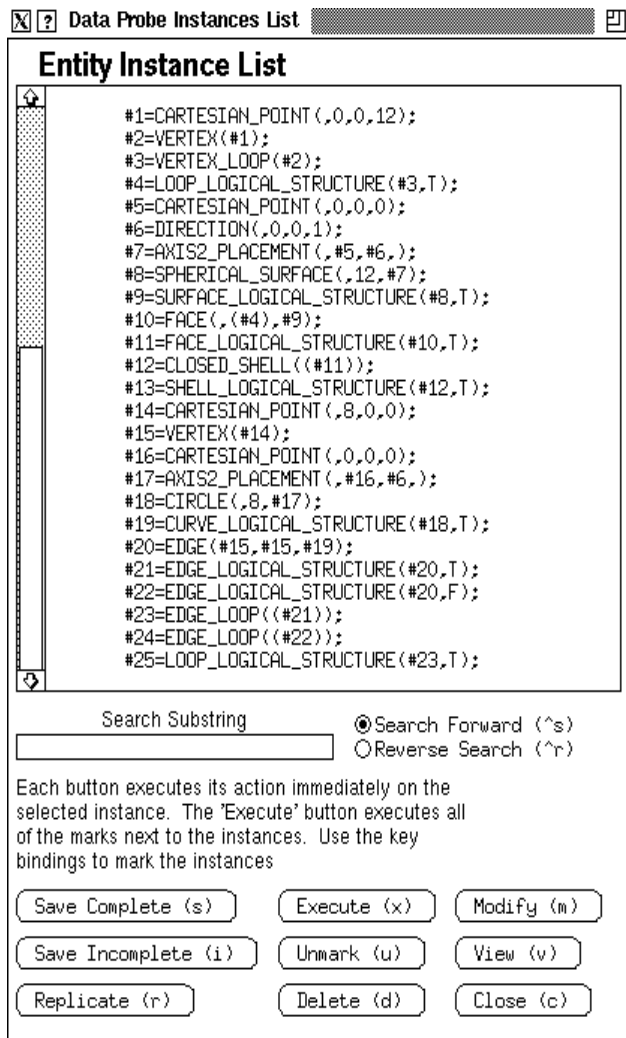 X ? Data Probe Instances List
Entity Instance List
#1=CARTESIAN_POINT(,0,0,12);
#2=VERTEX(#1);
#3=VERTEX_LOOP(#2);
#4=LOOP_LOGICAL_STRUCTURE(#3,T);
#5=CARTESIAN_POINT(,0,0,0);
#6=DIRECTION(,0,0,1);
#7=AXIS2_PLACEMENT(,#5,#6,);
#8=SPHERICAL_SURFACE(,12,#7);
#9=SURFACE_LOGICAL_STRUCTURE(#8,T);
#10=FACE(,(#4),#9);
#11=FACE_LOGICAL_STRUCTURE(#10,T);
#12=CLOSED_SHELL((#11));
#13=SHELL_LOGICAL_STRUCTURE(#12,T);
#14=CARTESIAN_POINT(,8,0,0);
#15=VERTEX(#14);
#16=CARTESIAN_POINT(,0,0,0);
#17=AXIS2_PLACEMENT(,#16,#6,);
#18=CIRCLE(,8,#17);
#19=CURVE_LOGICAL_STRUCTURE(#18,T);
#20=EDGE(#15,#15,#19);
#21=EDGE_LOGICAL_STRUCTURE(#20,T);
#22=EDGE_LOGICAL_STRUCTURE(#20,F);
#23=EDGE_LOOP((#21));
#24=EDGE_LOOP((#22));
#25=LOOP_LOGICAL_STRUCTURE(#23,T);
Search Substring
Search Forward (^s)
Reverse Search (^r)
Each button executes its action immediately on the
selected instance. The 'Execute' button executes all
of the marks next to the instances. Use the key
bindings to mark the instances
Save Complete (s) Execute (x) Modify (m)
Save Incomplete (i) Unmark (u) View (v)
Replicate (r) Delete (d) Close (c)